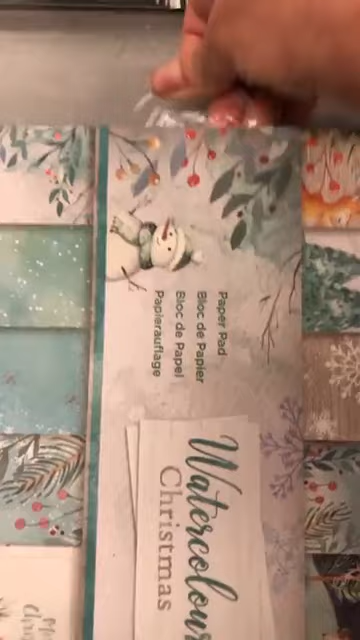 Paper Pad
Bloc de Papier
Bloc de Papel
Papierauflage
Watercolour
Christmas